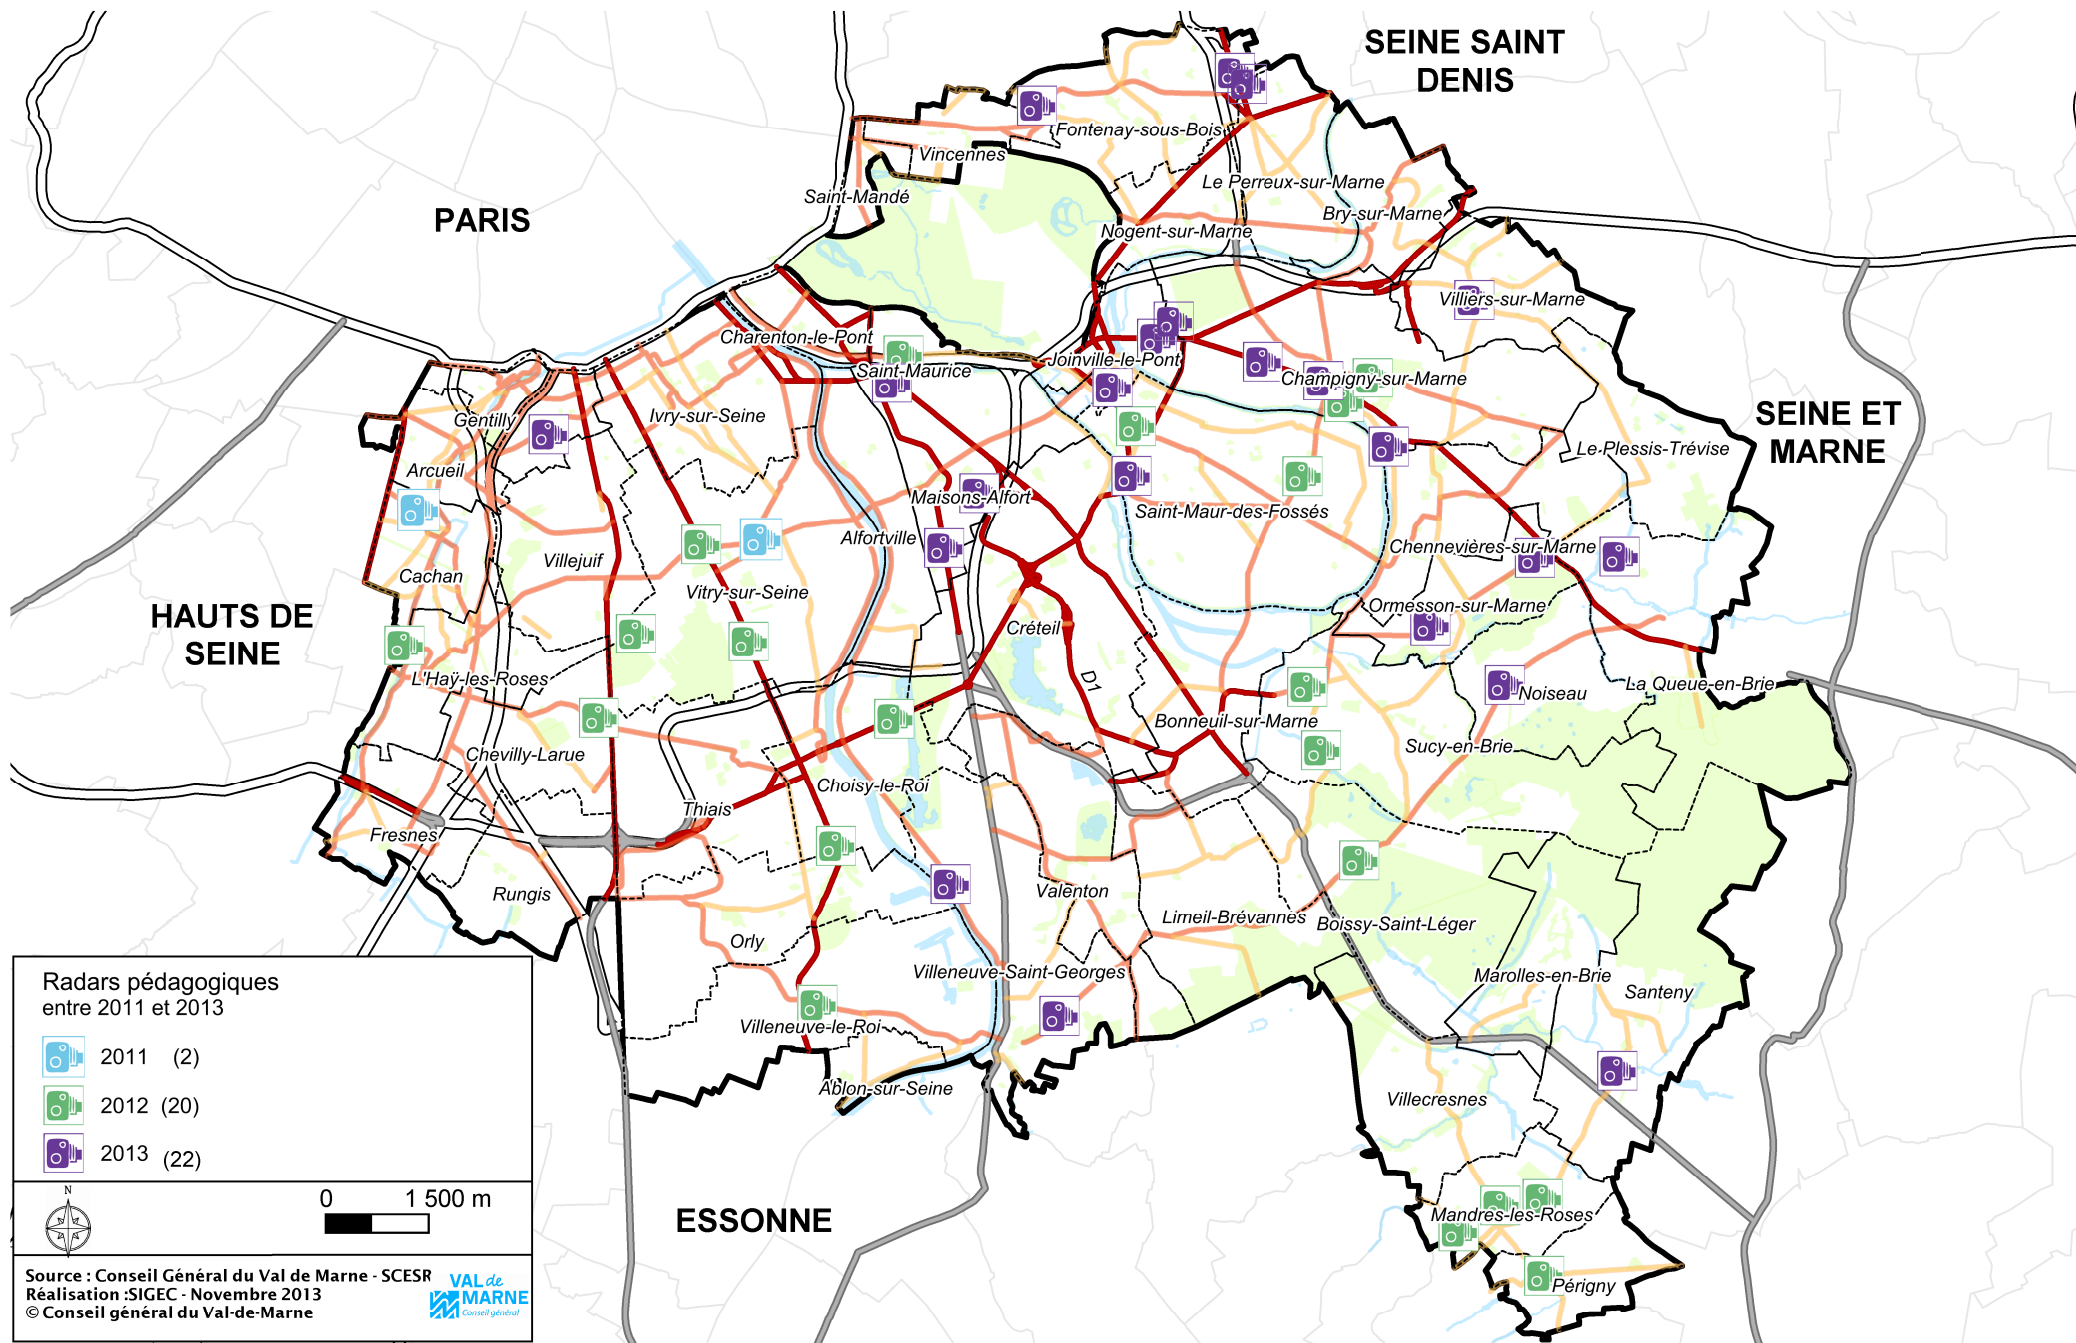 SEINE SAINT
DENIS
PARIS
Fontenay-sous-Bois
Vincennes
Saint-Mandé
Le Perreux-sur-Marne
Bry-sur-Marne
Nogent-sur-Marne
Villiers-sur-Marne
Charenton-le-Pont
Saint-Maurice
Joinville-le-Pont
Champigny-sur-Marne
SEINE ET
MARNE
Gentilly
Ivry-sur-Seine
Arcueil
Le-Plessis-Trévise
Maisons-Alfort
Saint-Maur-des-Fossés
Alfortville
Chennevières-sur-Marne
Villejuif
Cachan
Vitry-sur-Seine
HAUTS DE
SEINE
Ormesson-sur-Marne
Créteil
D1
L'Haÿ-les-Roses
Noiseau
La Queue-en-Brie
Bonneuil-sur-Marne
Sucy-en-Brie
Chevilly-Larue
Choisy-le-Roi
Thiais
Fresnes
Rungis
Valenton
Limeil-Brévannes
Boissy-Saint-Léger
Orly
Villeneuve-Saint-Georges
Marolles-en-Brie
Santeny
Villeneuve-le-Roi
Ablon-sur-Seine
Villecresnes
Mandres-les-Roses
Périgny
ESSONNE
Radars pédagogiques
entre 2011 et 2013
2011 (2)
2012 (20)
2013 (22)
N
0 1 500 m
Source : Conseil Général du Val de Marne - SCESR
Réalisation :SIGEC - Novembre 2013
© Conseil général du Val-de-Marne
VAL de
MARNE
Conseil général